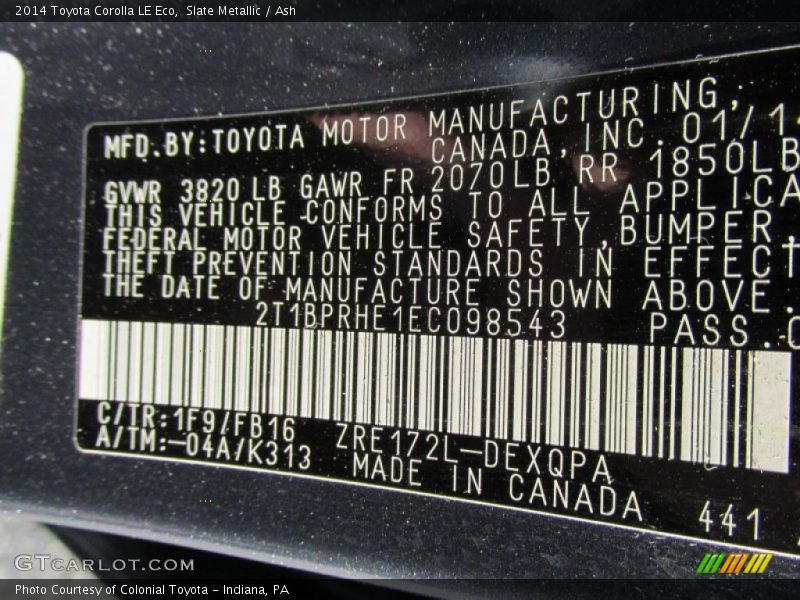 2014 Toyota Corolla LE Eco, Slate Metallic / Ash
MFD.BY:TOYOTA MOTOR MANUFACTURING,
CANADA,INC. 01/1
GVWR 3820 LB GAWR FR 2070LB RR 1850LB
THIS VEHICLE CONFORMS TO ALL APPLICA
FEDERAL MOTOR VEHICLE SAFETY,BUMPER,
THEFT PREVENTION STANDARDS IN EFFECT
THE DATE OF MANUFACTURE SHOWN ABOVE.
2T1BPRHE1EC098543 PASS.C
C/TR:1F9/FB16 ZRE172L-DEXQPA
A/TM:-04A/K313 MADE IN CANADA 441
GTCARLOT.COM
Photo Courtesy of Colonial Toyota - Indiana, PA